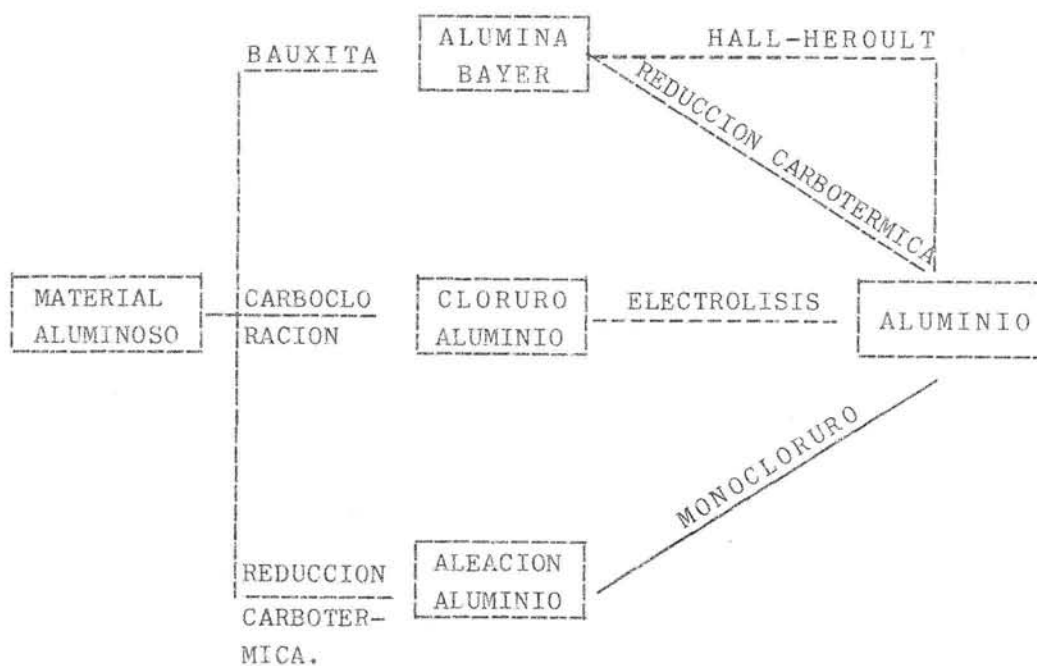 BAUXITA
ALUMINA
BAYER
HALL-HEROULT
REDUCCION CARBOTERMICA
MATERIAL
ALUMINOSO
CARBOCLO
RACION
CLORURO
ALUMINIO
ELECTROLISIS
ALUMINIO
MONOCLORURO
REDUCCION
CARBOTER-
MICA.
ALEACION
ALUMINIO